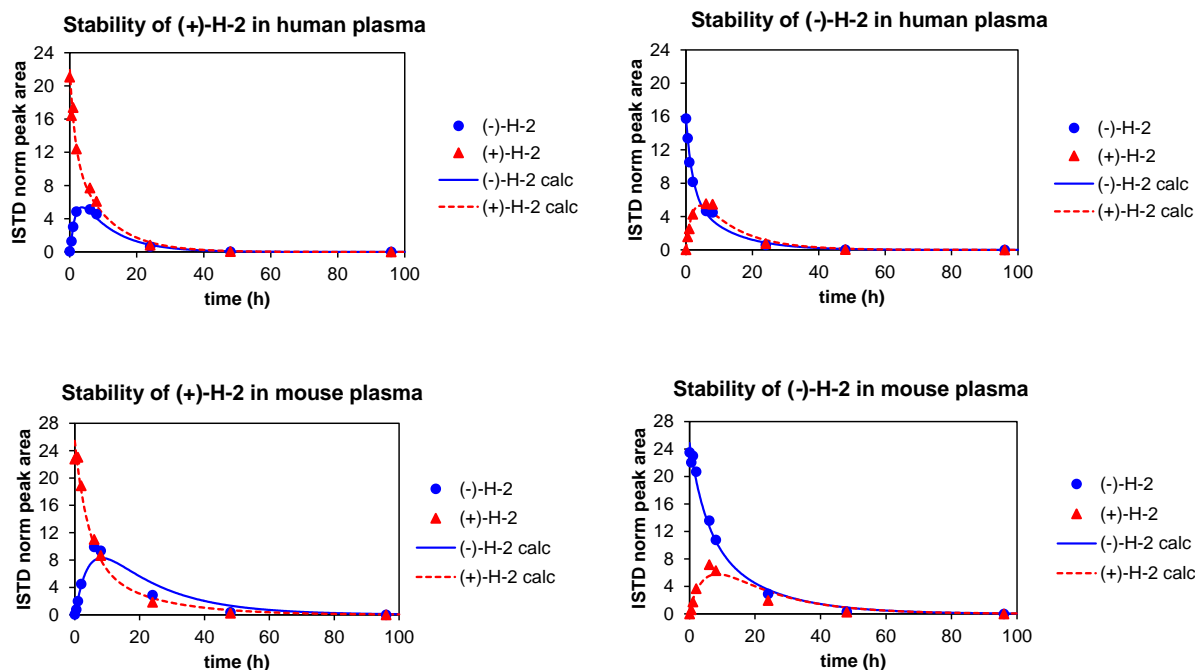 Stability of (+)-H-2 in human plasma
ISTD norm peak area
24
20
16
12
8
4
0
0
20
40
60
80
100
time (h)
(-)-H-2
(+)-H-2
(-)-H-2 calc
(+)-H-2 calc
Stability of (-)-H-2 in human plasma
ISTD norm peak area
24
20
16
12
8
4
0
0
20
40
60
80
100
time (h)
(-)-H-2
(+)-H-2
(-)-H-2 calc
(+)-H-2 calc
Stability of (+)-H-2 in mouse plasma
ISTD norm peak area
28
24
20
16
12
8
4
0
0
20
40
60
80
100
time (h)
(-)-H-2
(+)-H-2
(-)-H-2 calc
(+)-H-2 calc
Stability of (-)-H-2 in mouse plasma
ISTD norm peak area
28
24
20
16
12
8
4
0
0
20
40
60
80
100
time (h)
(-)-H-2
(+)-H-2
(-)-H-2 calc
(+)-H-2 calc